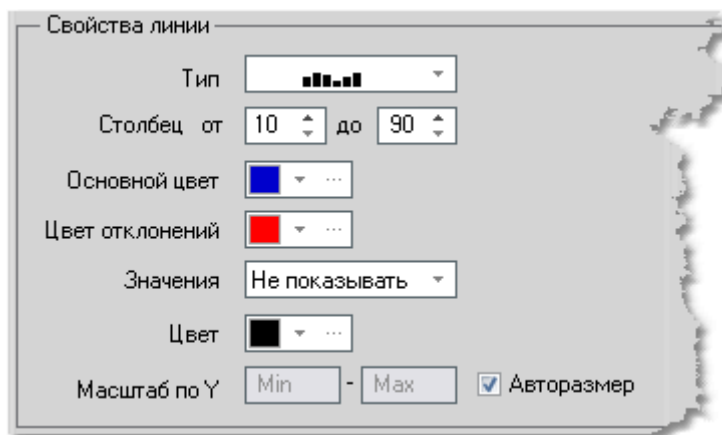 Свойства линии
Тип
Столбец от 10 до 90
Основной цвет
Цвет отклонений
Значения Не показывать
Цвет
Масштаб по Y Min - Max Авторазмер